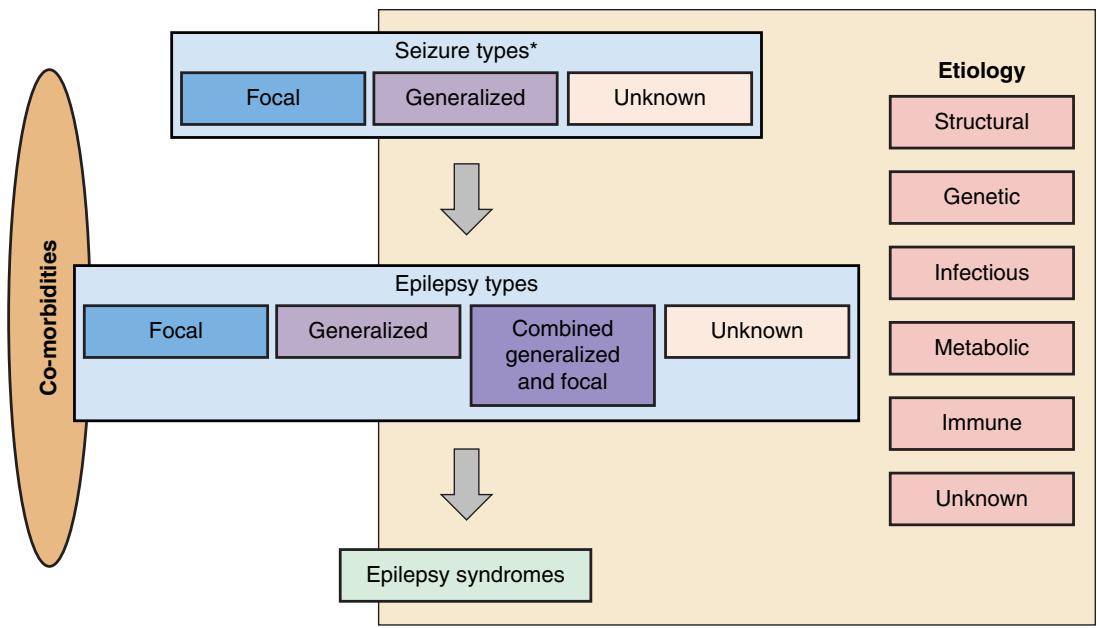 Seizure types*
Focal
Generalized
Unknown
Etiology
Structural
Genetic
Infectious
Metabolic
Immune
Unknown
Co-morbidities
Epilepsy types
Focal
Generalized
Combined
generalized
and focal
Unknown
Epilepsy syndromes